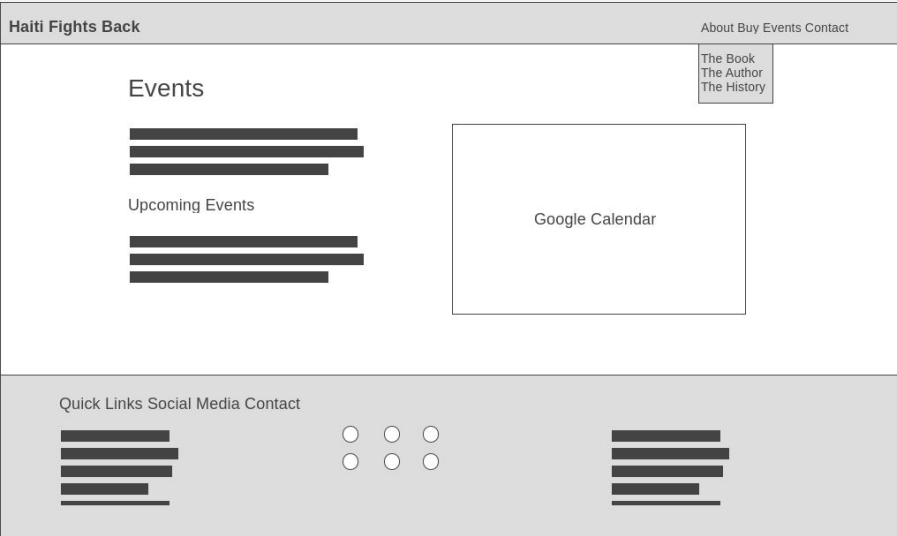 Haiti Fights Back
About Buy Events Contact
The Book
The Author
The History
Events
Upcoming Events
Google Calendar
Quick Links Social Media Contact